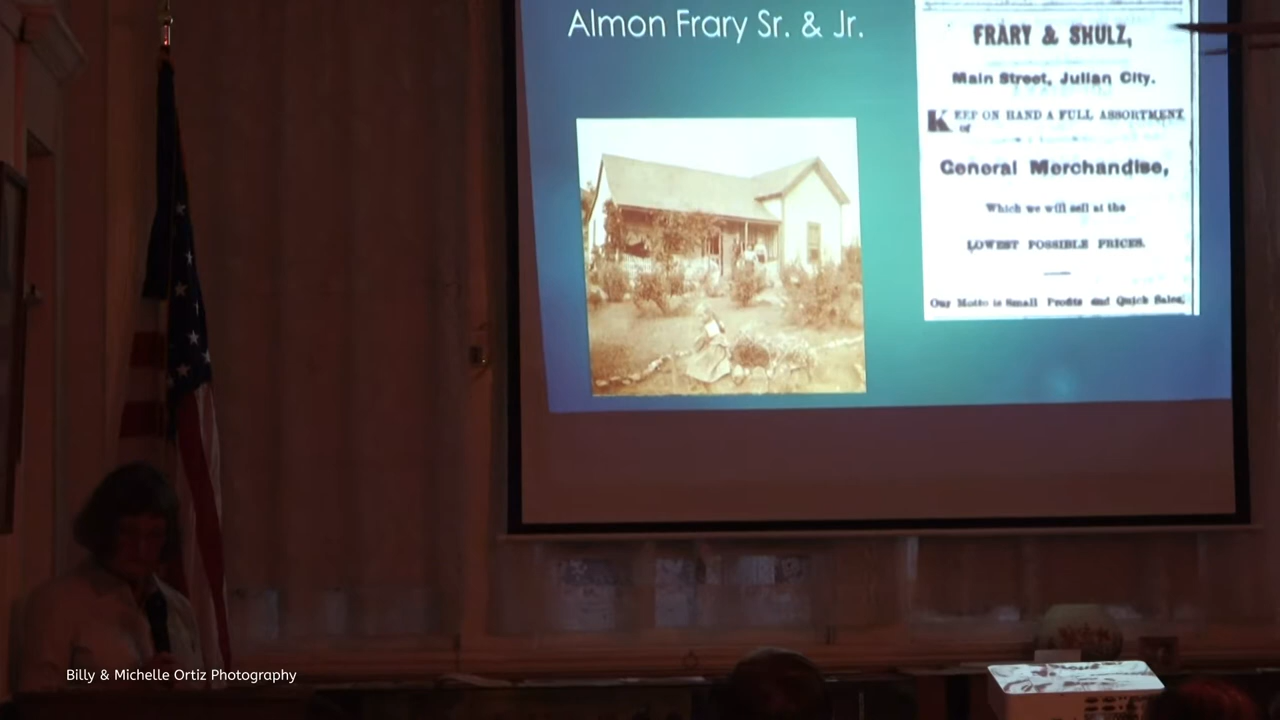 Almon Frary Sr. & Jr.
FRARY & SHULZ,
Main Street, Julian City.
KEEP ON HAND A FULL ASSORTMENT
of
General Merchandise,
Which we will sell at the
LOWEST POSSIBLE PRICES.
Our Motto is Small Profits and Quick Sales.
Billy & Michelle Ortiz Photography